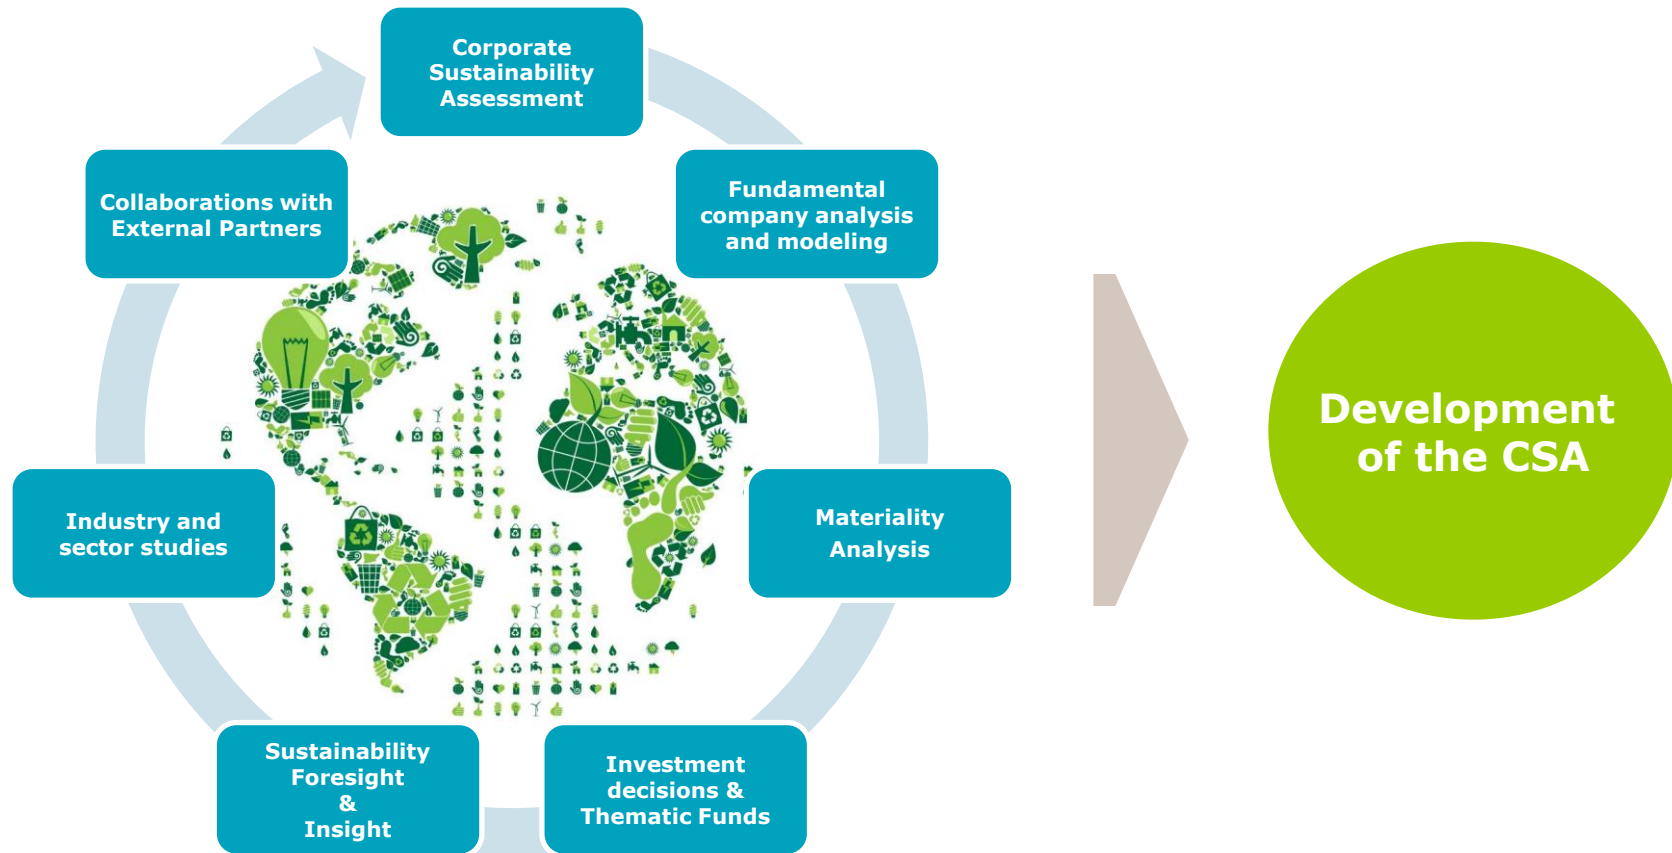 Corporate
Sustainability
Assessment
Fundamental
company analysis
and modeling
Materiality
Analysis
Investment
decisions &
Thematic Funds
Sustainability
Foresight
&
Insight
Industry and
sector studies
Collaborations with
External Partners
Development
of the CSA